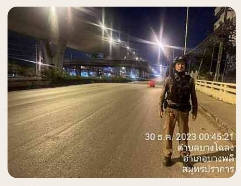 30 ธ.ค. 2023 00:45:23
ตำบลบางโฉลง
อำเภอบางพลี
สมุทรปราการ